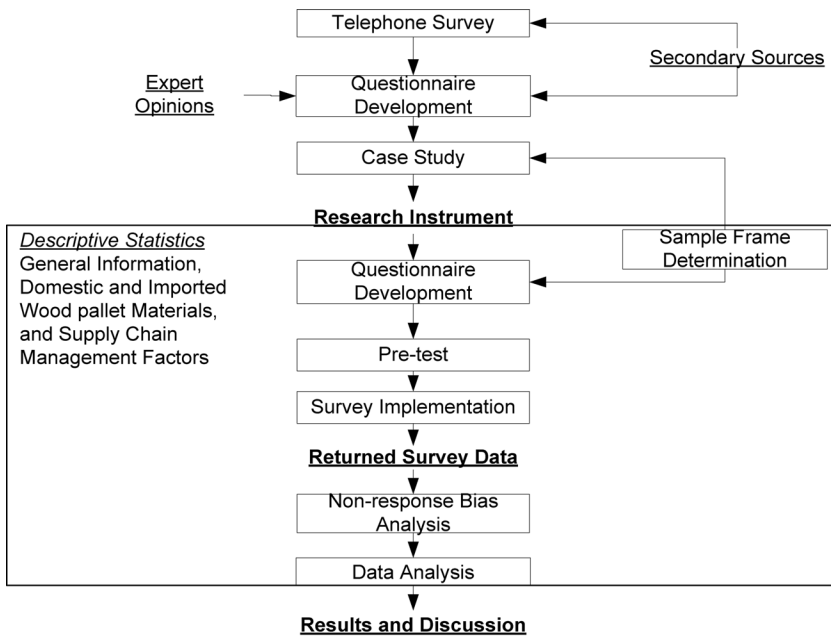 Telephone Survey
Secondary Sources
Expert
Opinions
Questionnaire
Development
Case Study
Research Instrument
Descriptive Statistics
General Information,
Domestic and Imported
Wood pallet Materials,
and Supply Chain
Management Factors
Sample Frame
Determination
Questionnaire
Development
Pre-test
Survey Implementation
Returned Survey Data
Non-response Bias
Analysis
Data Analysis
Results and Discussion